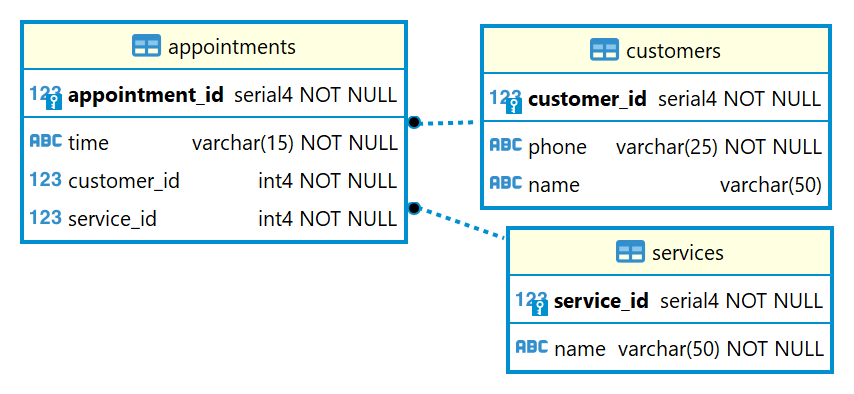 appointments
123 appointment_id serial4 NOT NULL
ABC time varchar(15) NOT NULL
123 customer_id int4 NOT NULL
123 service_id int4 NOT NULL
customers
123 customer_id serial4 NOT NULL
ABC phone varchar(25) NOT NULL
ABC name varchar(50)
services
123 service_id serial4 NOT NULL
ABC name varchar(50) NOT NULL